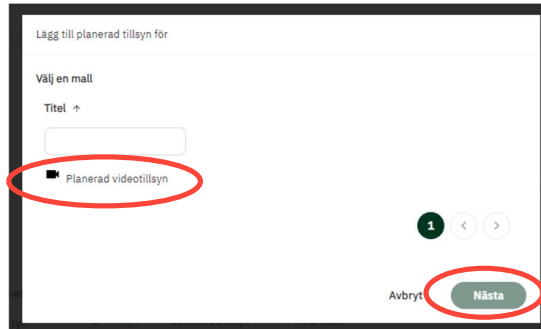 Lägg till planerad tillsyn för
Välj en mall
Titel ↑
Planerad videotillsyn
1 < >
Avbryt Nästa